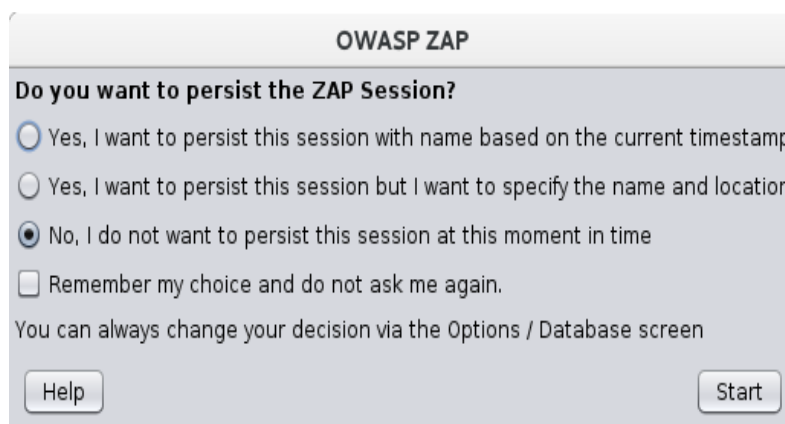 OWASP ZAP
Do you want to persist the ZAP Session?
Yes, I want to persist this session with name based on the current timestamp
Yes, I want to persist this session but I want to specify the name and location
No, I do not want to persist this session at this moment in time
Remember my choice and do not ask me again.
You can always change your decision via the Options / Database screen
Help Start